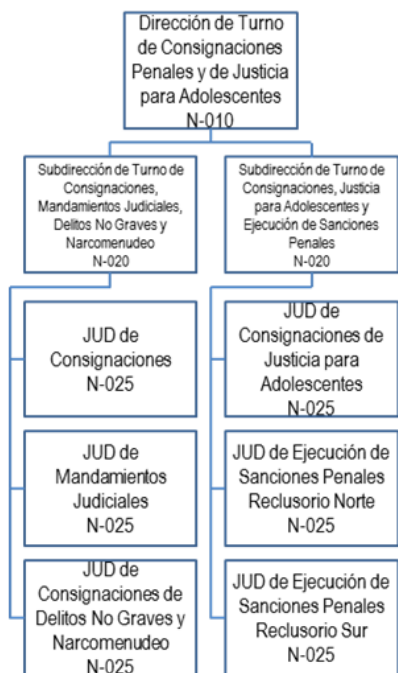 Dirección de Turno
de Consignaciones
Penales y de Justicia
para Adolescentes
N-010
Subdirección de Turno de
Consignaciones,
Mandamientos Judiciales,
Delitos No Graves y
Narcomenudeo
N-020
Subdirección de Turno de
Consignaciones, Justicia
para Adolescentes y
Ejecución de Sanciones
Penales
N-020
JUD de
Consignaciones
N-025
JUD de
Mandamientos
Judiciales
N-025
JUD de
Consignaciones de
Delitos No Graves y
Narcomenudeo
N-025
JUD de
Consignaciones de
Justicia para
Adolescentes
N-025
JUD de Ejecución de
Sanciones Penales
Reclusorio Norte
N-025
JUD de Ejecución de
Sanciones Penales
Reclusorio Sur
N-025